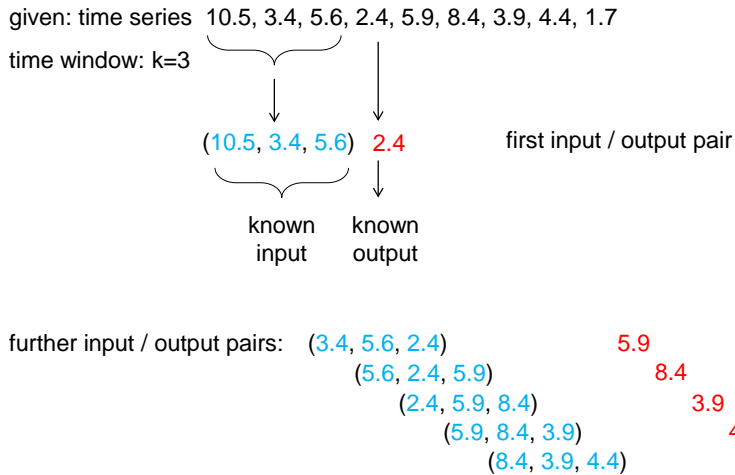 given: time series 10.5, 3.4, 5.6, 2.4, 5.9, 8.4, 3.9, 4.4, 1.7
time window: k=3
(10.5, 3.4, 5.6) 2.4 first input / output pair
known known
input output
further input / output pairs: (3.4, 5.6, 2.4) 5.9
(5.6, 2.4, 5.9) 8.4
(2.4, 5.9, 8.4) 3.9
(5.9, 8.4, 3.9)
(8.4, 3.9, 4.4)